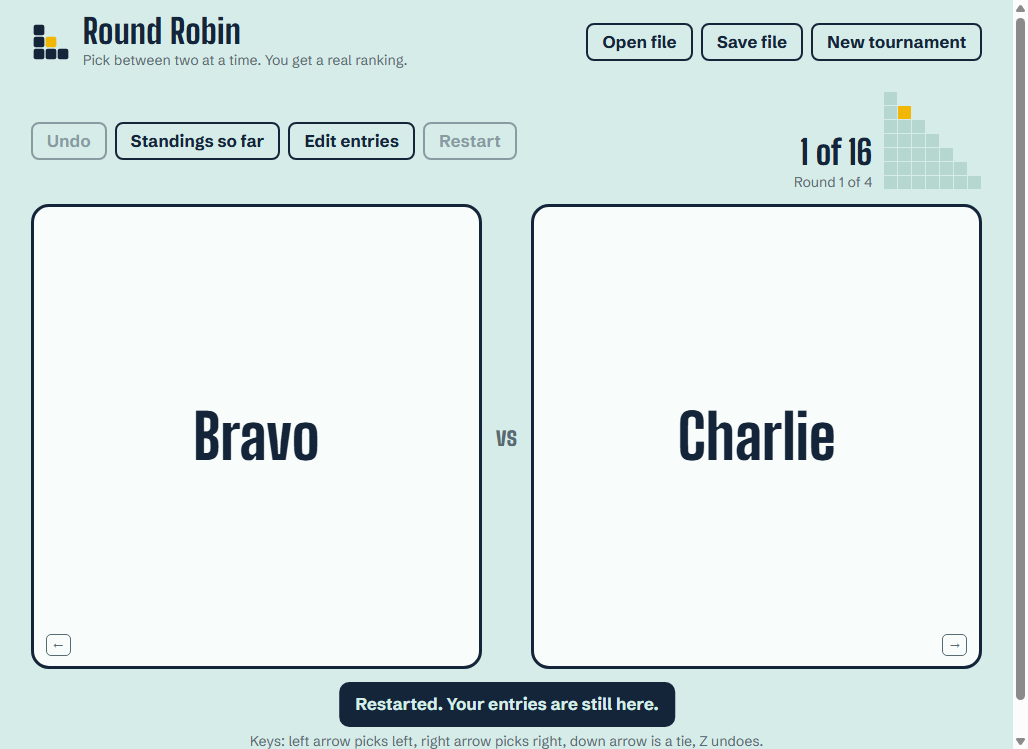 Round Robin
Pick between two at a time. You get a real ranking.
Open file
Save file
New tournament
Undo
Standings so far
Edit entries
Restart
1 of 16
Round 1 of 4
Bravo
vs
Charlie
←
→
Restarted. Your entries are still here.
Keys: left arrow picks left, right arrow picks right, down arrow is a tie, Z undoes.